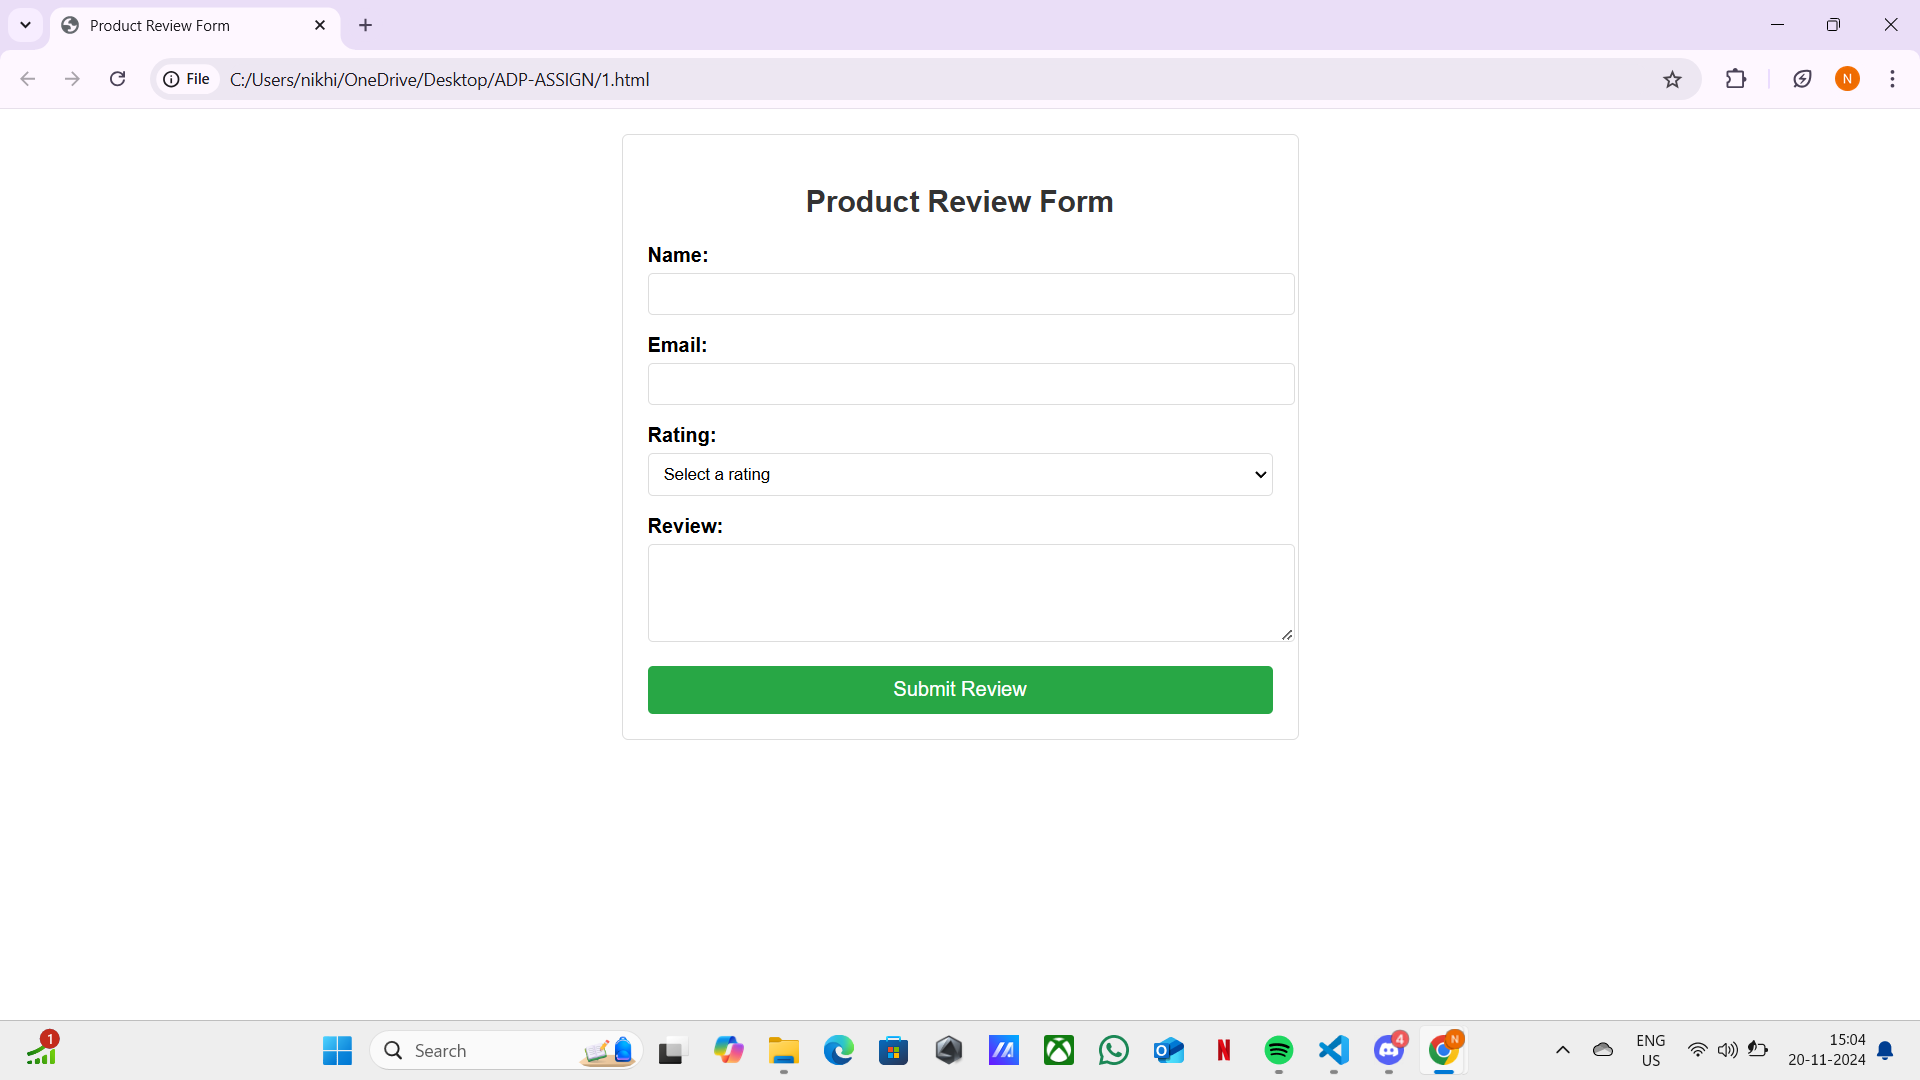 Product Review Form
File C:/Users/nikhi/OneDrive/Desktop/ADP-ASSIGN/1.html
N
Product Review Form
Name:
Email:
Rating:
Select a rating
Review:
Submit Review
1
Search
N
4
N
ENG
US
15:04
20-11-2024